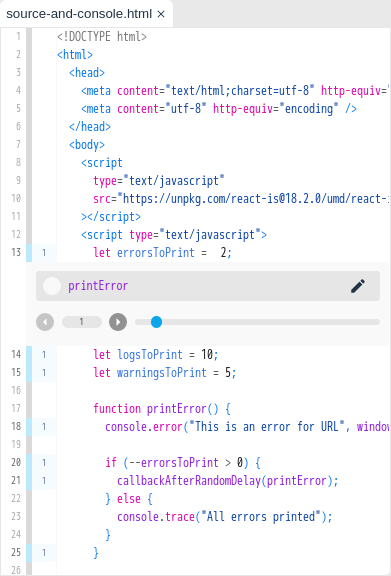 source-and-console.html ×
1 <!DOCTYPE html>
2 <html>
3 <head>
4 <meta content="text/html;charset=utf-8" http-equiv="
5 <meta content="utf-8" http-equiv="encoding" />
6 </head>
7 <body>
8 <script
9 type="text/javascript"
10 src="https://unpkg.com/react-is@18.2.0/umd/react-
11 ></script>
12 <script type="text/javascript">
13 1 let errorsToPrint = 2;
printError
1
14 1 let logsToPrint = 10;
15 1 let warningsToPrint = 5;
16
17 function printError() {
18 1 console.error("This is an error for URL", window
19
20 1 if (--errorsToPrint > 0) {
21 1 callbackAfterRandomDelay(printError);
22 } else {
23 console.trace("All errors printed");
24 }
25 1 }
26